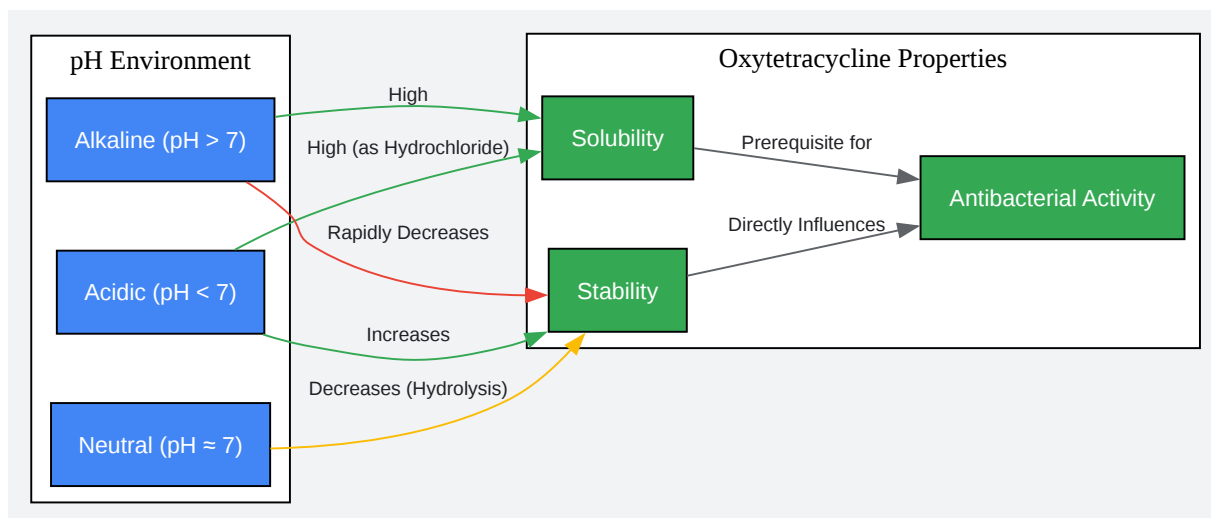 pH Environment
Oxytetracycline Properties
Alkaline (pH > 7)
High
Solubility
High (as Hydrochloride)
Prerequisite for
Antibacterial Activity
Rapidly Decreases
Directly Influences
Acidic (pH < 7)
Stability
Increases
Decreases (Hydrolysis)
Neutral (pH ≈ 7)